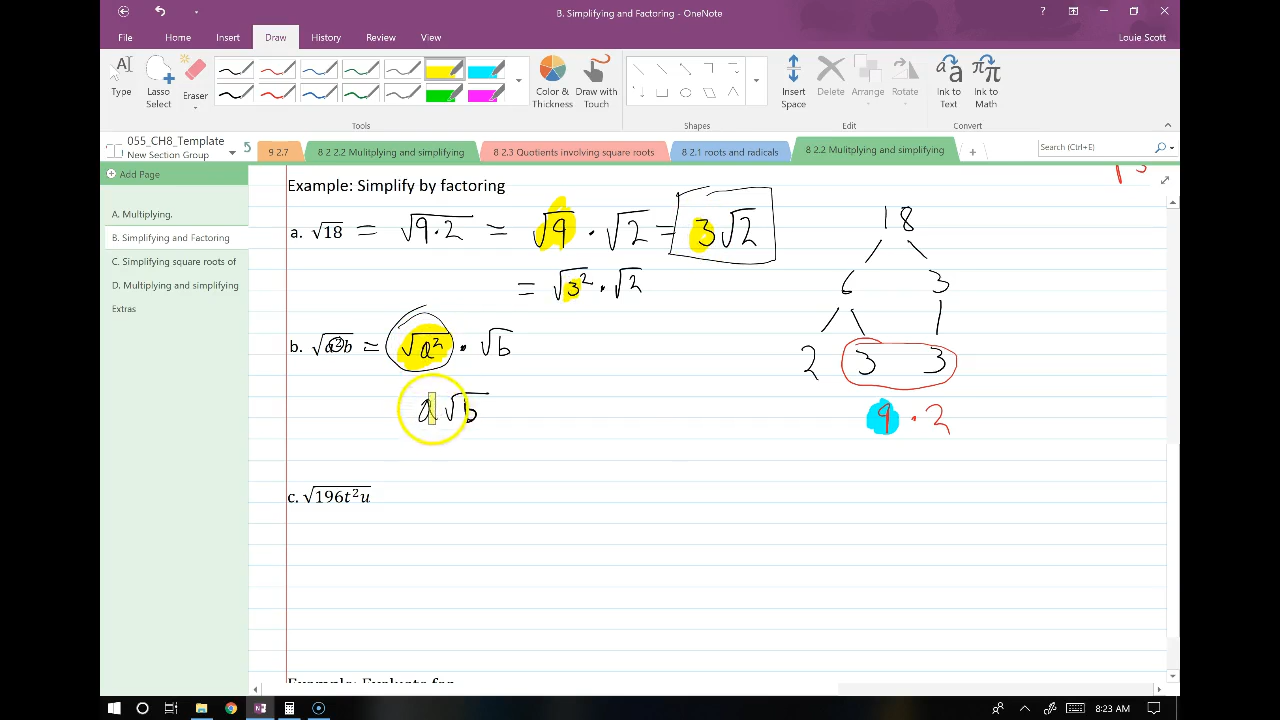 B. Simplifying and Factoring - OneNote
Louie Scott
File Home Insert Draw History Review View
Type Lasso Select Eraser Color & Thickness Draw with Touch Insert Space Delete Arrange Rotate Ink to Text Ink to Math
Tools Shapes Edit Convert
055_CH8_Template
New Section Group
9 2.7 8 2.2.2 Mulitplying and simplifying 8 2.3 Quotients involving square roots 8 2.1 roots and radicals 8 2.2 Mulitplying and simplifying
Search (Ctrl+E)
Add Page
A. Multiplying.
B. Simplifying and Factoring
C. Simplifying square roots of
D. Multiplying and simplifying
Extras
Example: Simplify by factoring
a. √18 = √9·2 = √9 · √2 = 3√2
= √3² · √2
b. √a²b = √a² · √b
a√b
c. √196t²u
18
6 3
2 3 3
9 · 2
8:23 AM